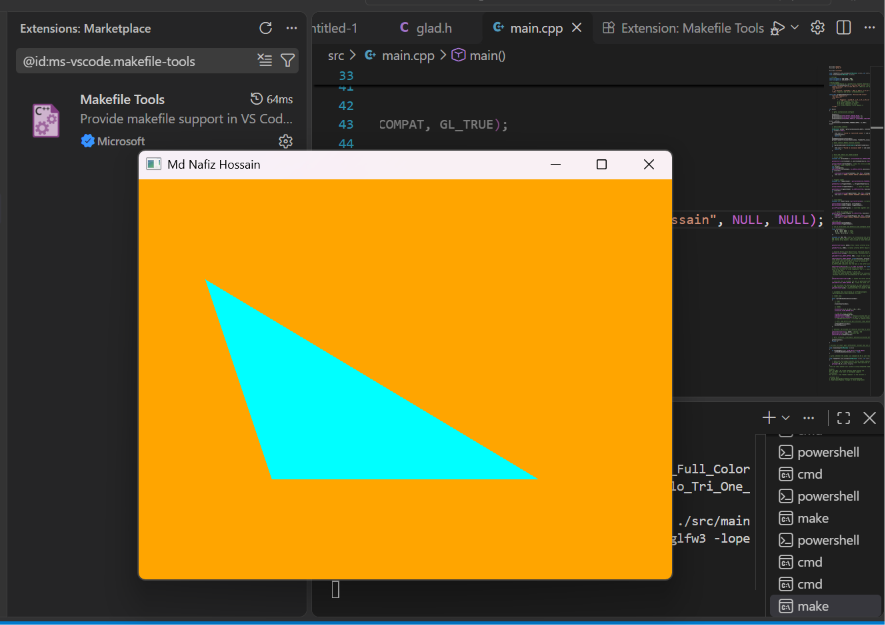 Extensions: Marketplace
@id:ms-vscode.makefile-tools
Makefile Tools
64ms
Provide makefile support in VS Cod...
Microsoft
ntitled-1
C glad.h
main.cpp
Extension: Makefile Tools
src > main.cpp > main()
33
41
42
43 COMPAT, GL_TRUE);
44
Md Nafiz Hossain
ssain", NULL, NULL);
_Full_Color
lo_Tri_One_
./src/main
glfw3 -lope
powershell
cmd
powershell
make
powershell
cmd
cmd
make